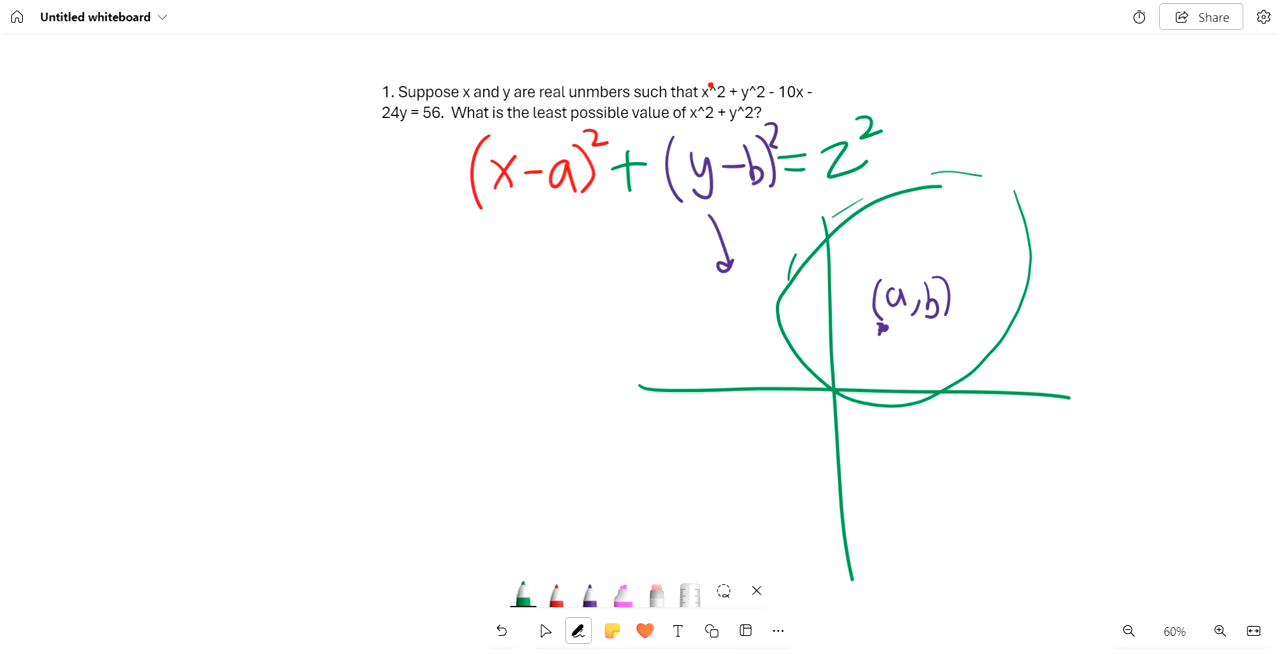 Untitled whiteboard
Share
1. Suppose x and y are real unmbers such that x^2 + y^2 - 10x -
24y = 56. What is the least possible value of x^2 + y^2?
(x-a)^2 + (y-b)^2 = z^2
(a,b)
60%